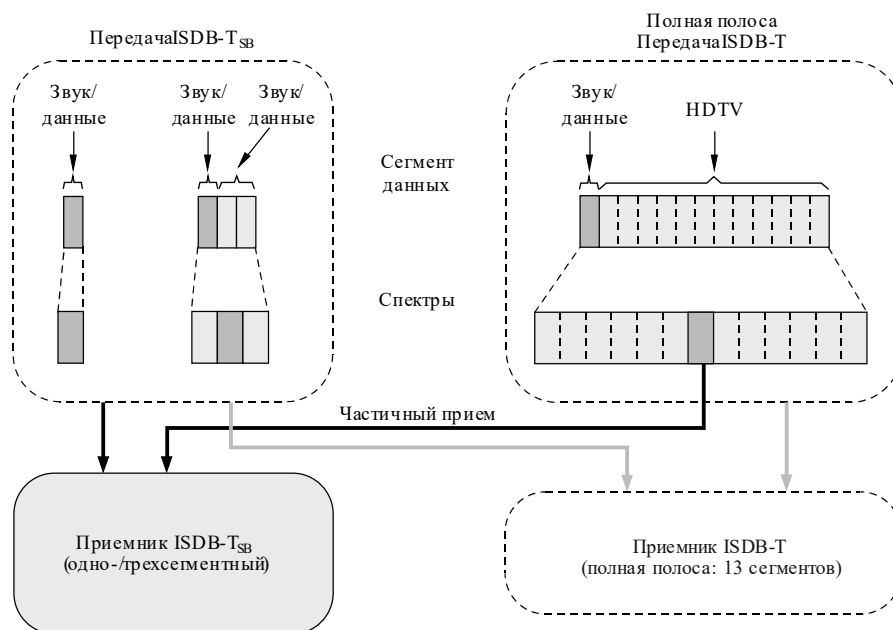 ПередачаISDB-TSB
Полная полоса
ПередачаISDB-T
Звук/
данные
Звук/
данные
Звук/
данные
Звук/
данные
HDTV
Сегмент
данных
Спектры
Частичный прием
Приемник ISDB-TSB
(одно-/трехсегментный)
Приемник ISDB-T
(полная полоса: 13 сегментов)